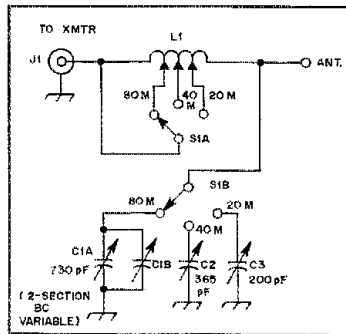 TO XMTR
L1
J1
ANT.
80 M
40 M
20 M
S1A
S1B
80 M
20 M
40 M
C1A
730 pF
C1B
C2
365 pF
C3
200 pF
(2-SECTION
BC
VARIABLE)